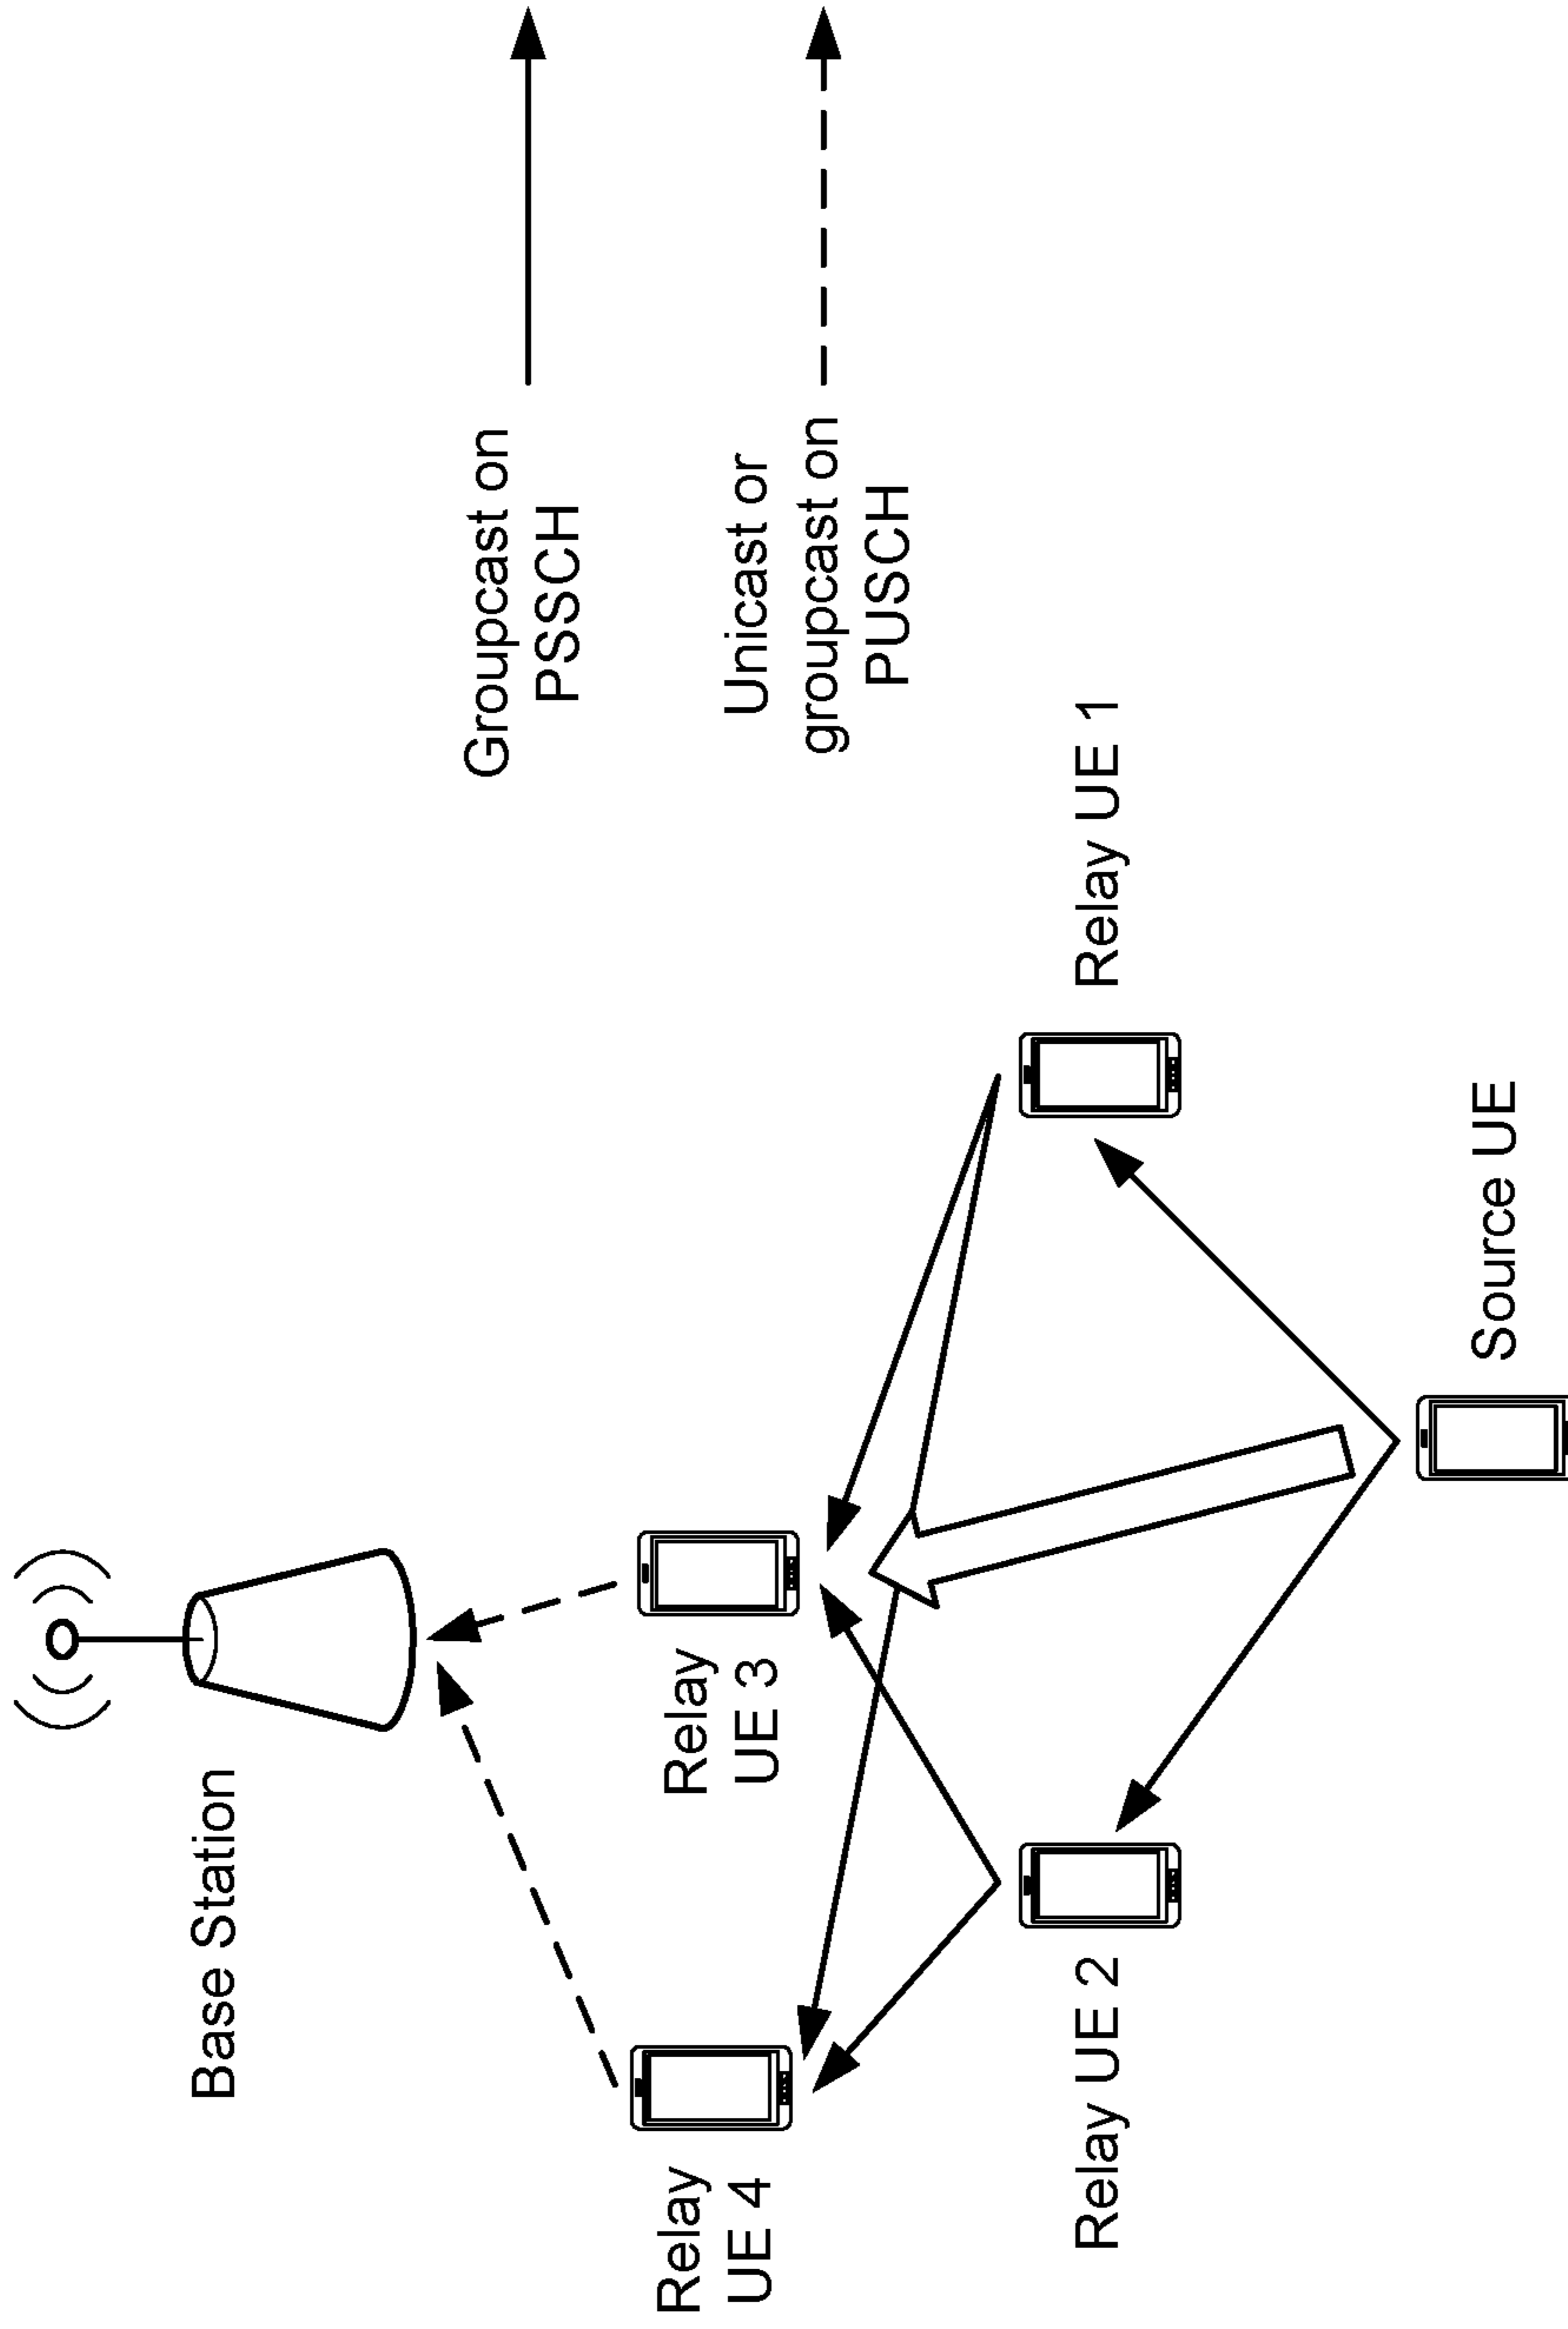 Base Station
Groupcast on
PSSCH
Unicast or
groupcast on
PUSCH
Relay
UE 4
Relay
UE 3
Relay UE 2
Relay UE 1
Source UE